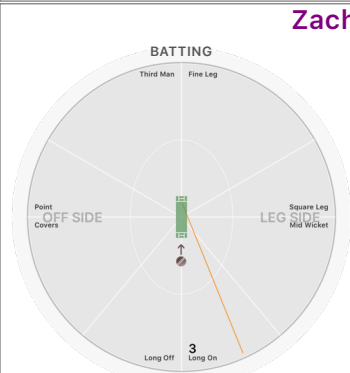 Zach
BATTING
Third Man Fine Leg
Point Square Leg
OFF SIDE LEG SIDE
Covers Mid Wicket
3
Long Off Long On